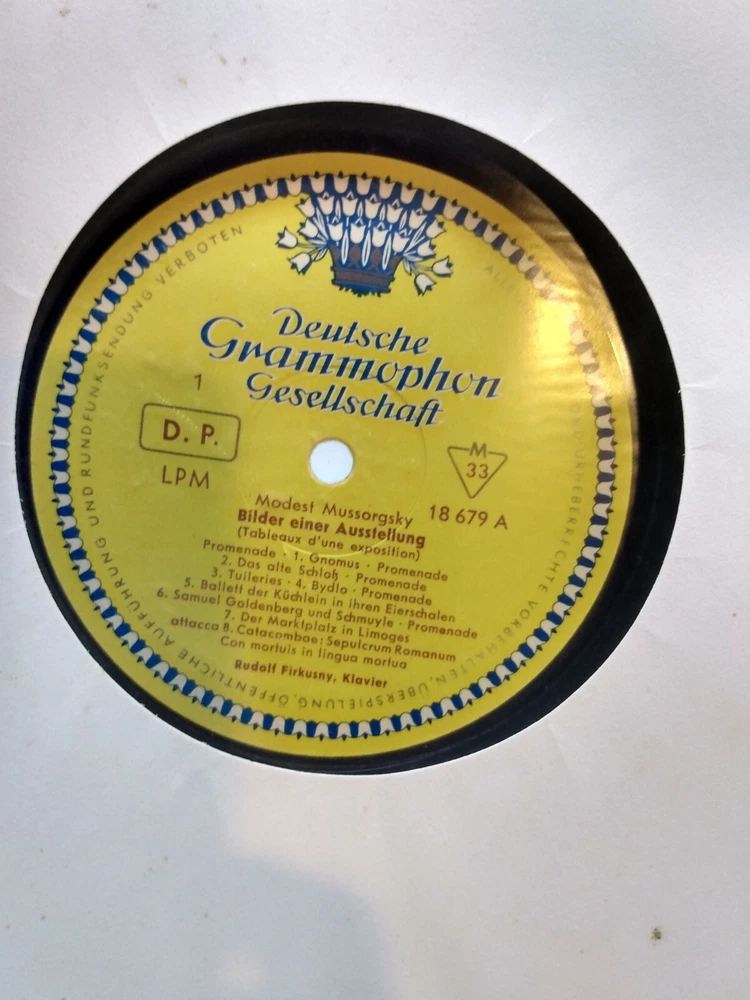 Deutsche
Grammophon
Gesellschaft
1
D. P.
LPM
M
33
18 679 A
Modest Mussorgsky
Bilder einer Ausstellung
(Tableaux d'une exposition)
Promenade · 1. Gnomus · Promenade
2. Das alte Schloß · Promenade
3. Tuileries · 4. Bydlo · Promenade
5. Ballett der Küchlein in ihren Eierschalen
6. Samuel Goldenberg und Schmuyle · Promenade
7. Der Marktplatz in Limoges
attacca 8. Catacombae: Sepulcrum Romanum
Con mortuis in lingua mortua
Rudolf Firkusny, Klavier
URHEBERRECHTE VORBEHALTEN, ÜBERSPIELUNG, ÖFFENTLICHE AUFFÜHRUNG UND RUNDFUNKSENDUNG VERBOTEN